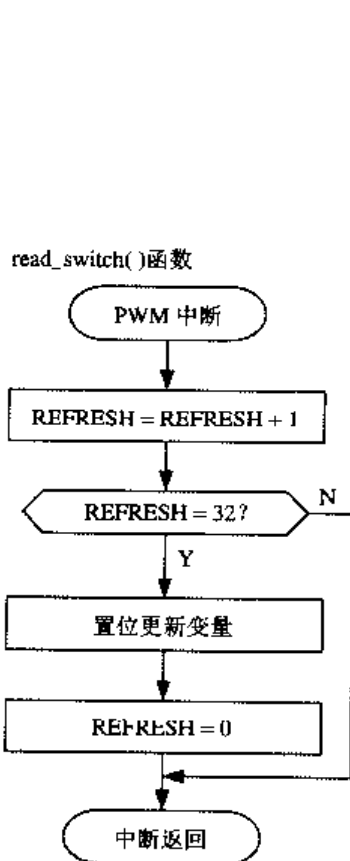 read_switch( )函数
PWM 中断
REFRESH = REFRESH + 1
REFRESH = 32?
N
Y
置位更新变量
REFRESH = 0
中断返回